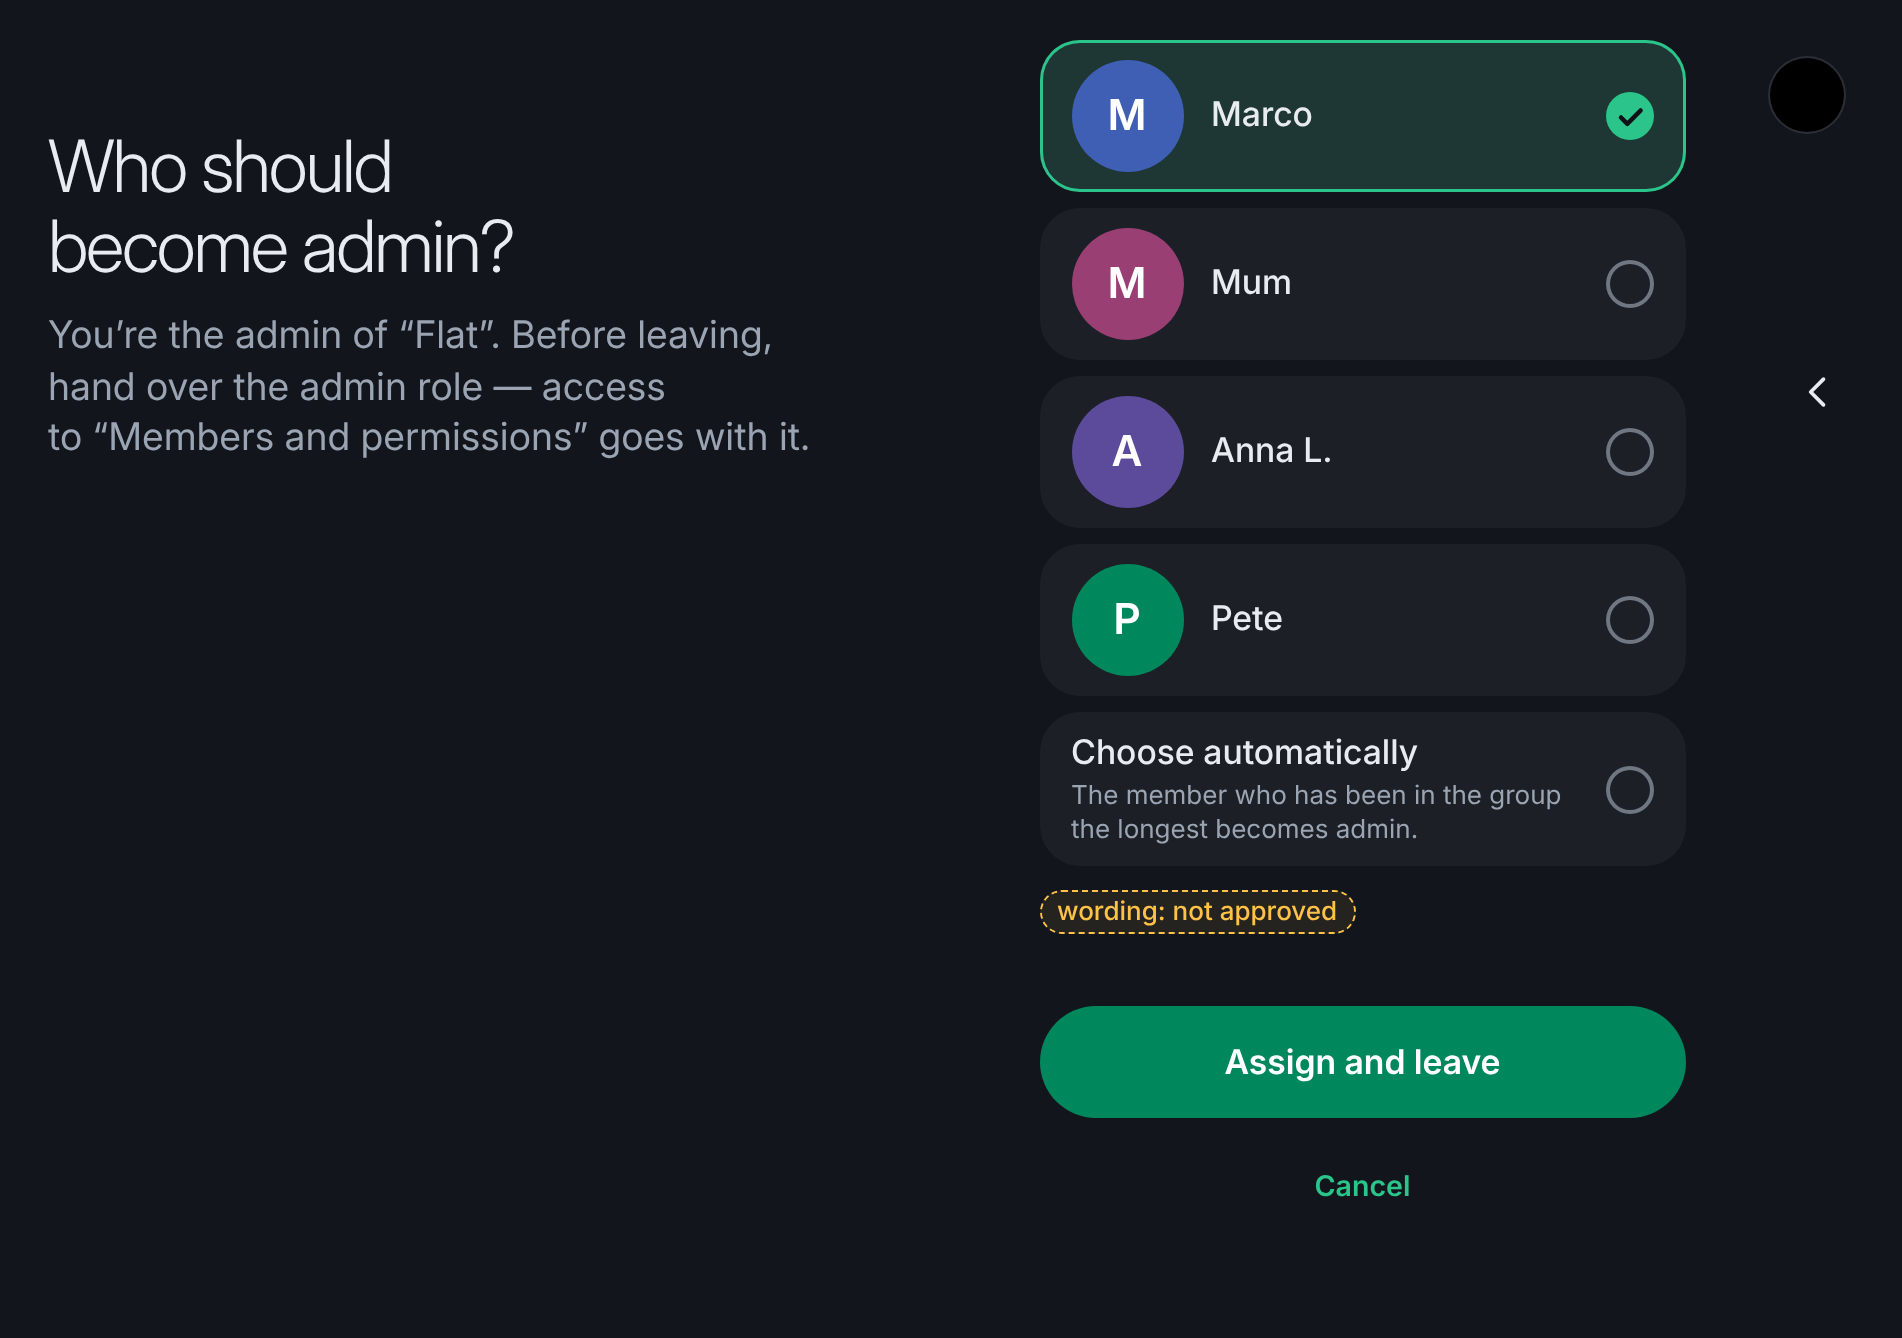 Who should
become admin?
You’re the admin of “Flat”. Before leaving,
hand over the admin role — access
to “Members and permissions” goes with it.
M
Marco
M
Mum
A
Anna L.
P
Pete
Choose automatically
The member who has been in the group
the longest becomes admin.
wording: not approved
Assign and leave
Cancel